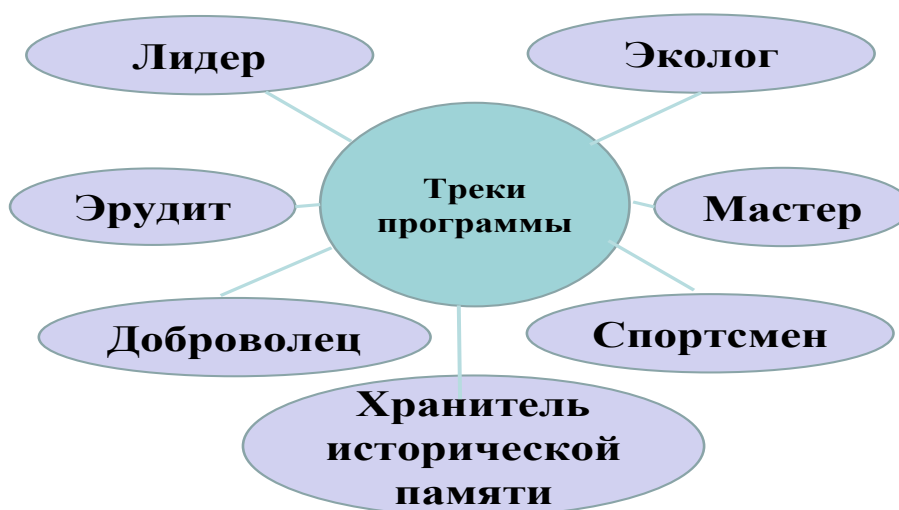 Лидер
Эколог
Треки
программы
Эрудит
Мастер
Доброволец
Спортсмен
Хранитель
исторической
памяти